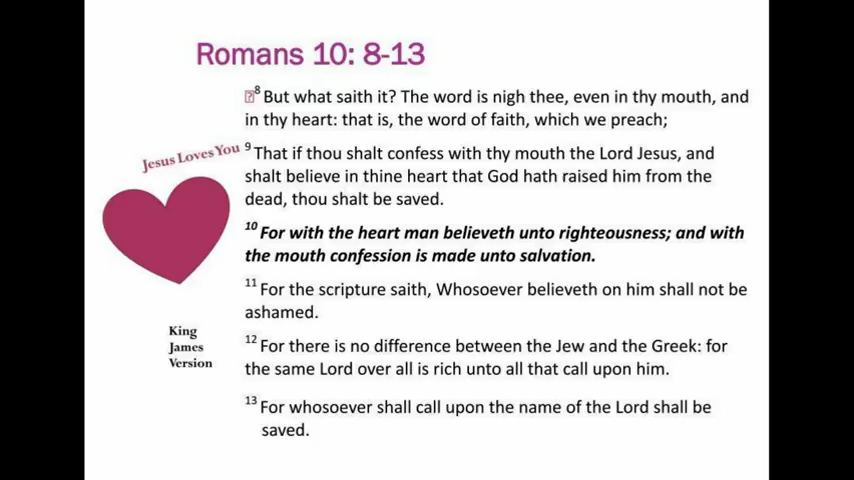 Romans 10: 8-13
8 But what saith it? The word is nigh thee, even in thy mouth, and
in thy heart: that is, the word of faith, which we preach;
Jesus Loves You
9 That if thou shalt confess with thy mouth the Lord Jesus, and
shalt believe in thine heart that God hath raised him from the
dead, thou shalt be saved.
10 For with the heart man believeth unto righteousness; and with
the mouth confession is made unto salvation.
11 For the scripture saith, Whosoever believeth on him shall not be
ashamed.
King
James
Version
12 For there is no difference between the Jew and the Greek: for
the same Lord over all is rich unto all that call upon him.
13 For whosoever shall call upon the name of the Lord shall be
saved.